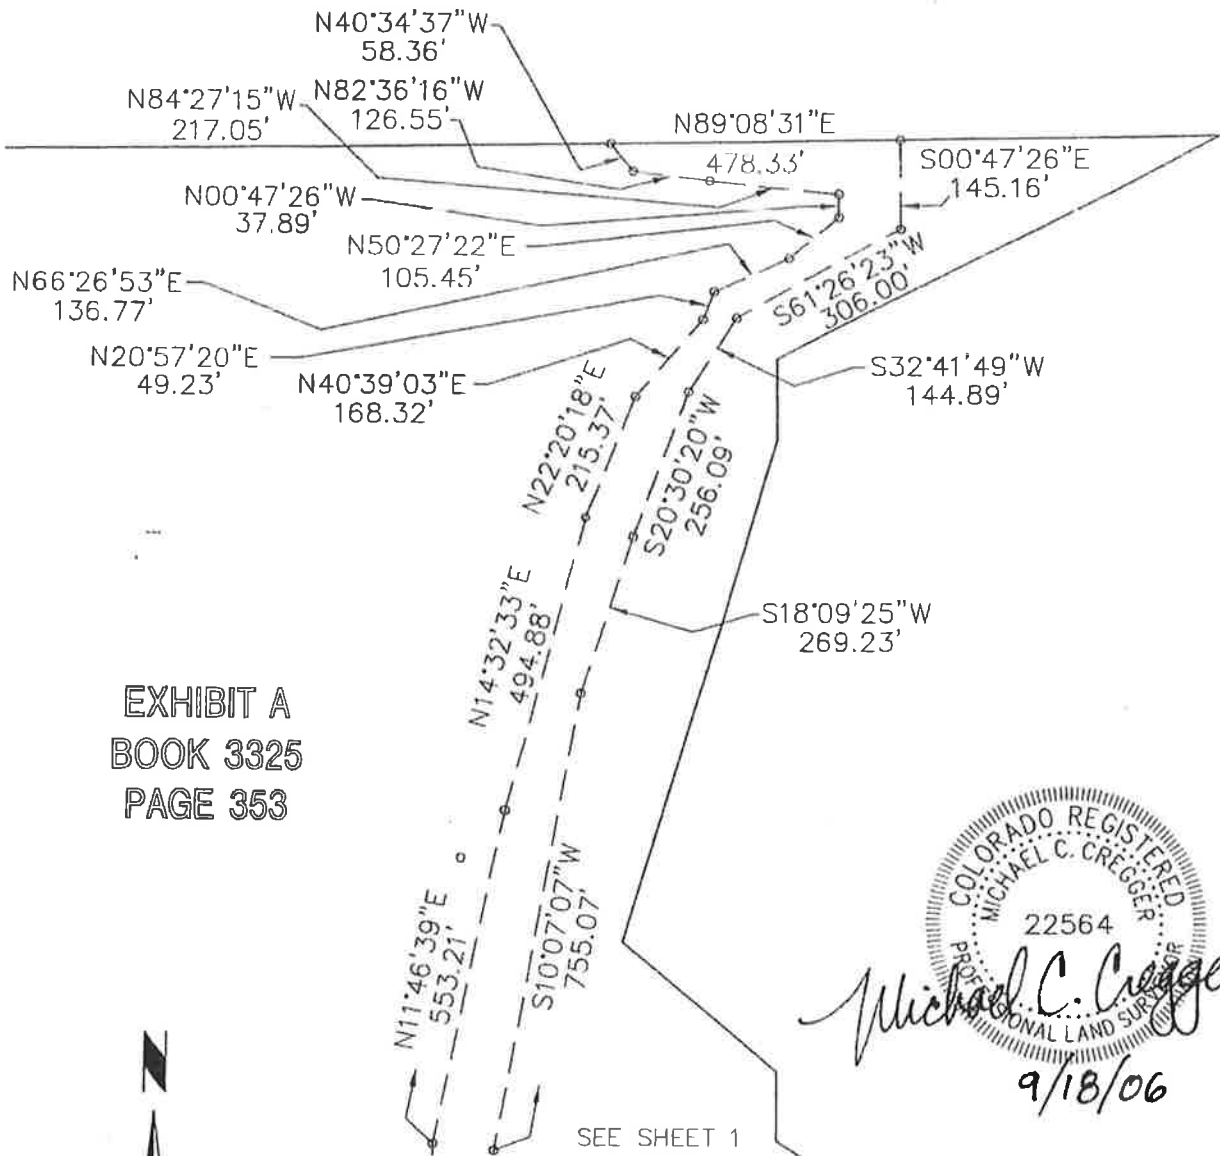 N40°34'37"W
58.36'
N84°27'15"W
217.05'
N82°36'16"W
126.55'
N89°08'31"E
478.33'
S00°47'26"E
145.16'
N00°47'26"W
37.89'
N50°27'22"E
105.45'
S61°26'23"W
306.00'
N66°26'53"E
136.77'
N20°57'20"E
49.23'
N40°39'03"E
168.32'
S32°41'49"W
144.89'
N22°20'18"E
215.37'
S20°30'20"W
256.09'
N14°32'33"E
494.88'
S18°09'25"W
269.23'
EXHIBIT A
BOOK 3325
PAGE 353
N11°46'39"E
553.21'
S10°07'07"W
755.07'
COLORADO REGISTERED
MICHAEL C. CREGGER
22564
PROFESSIONAL LAND SURVEYOR
Michael C. Cregge
9/18/06
N
SEE SHEET 1